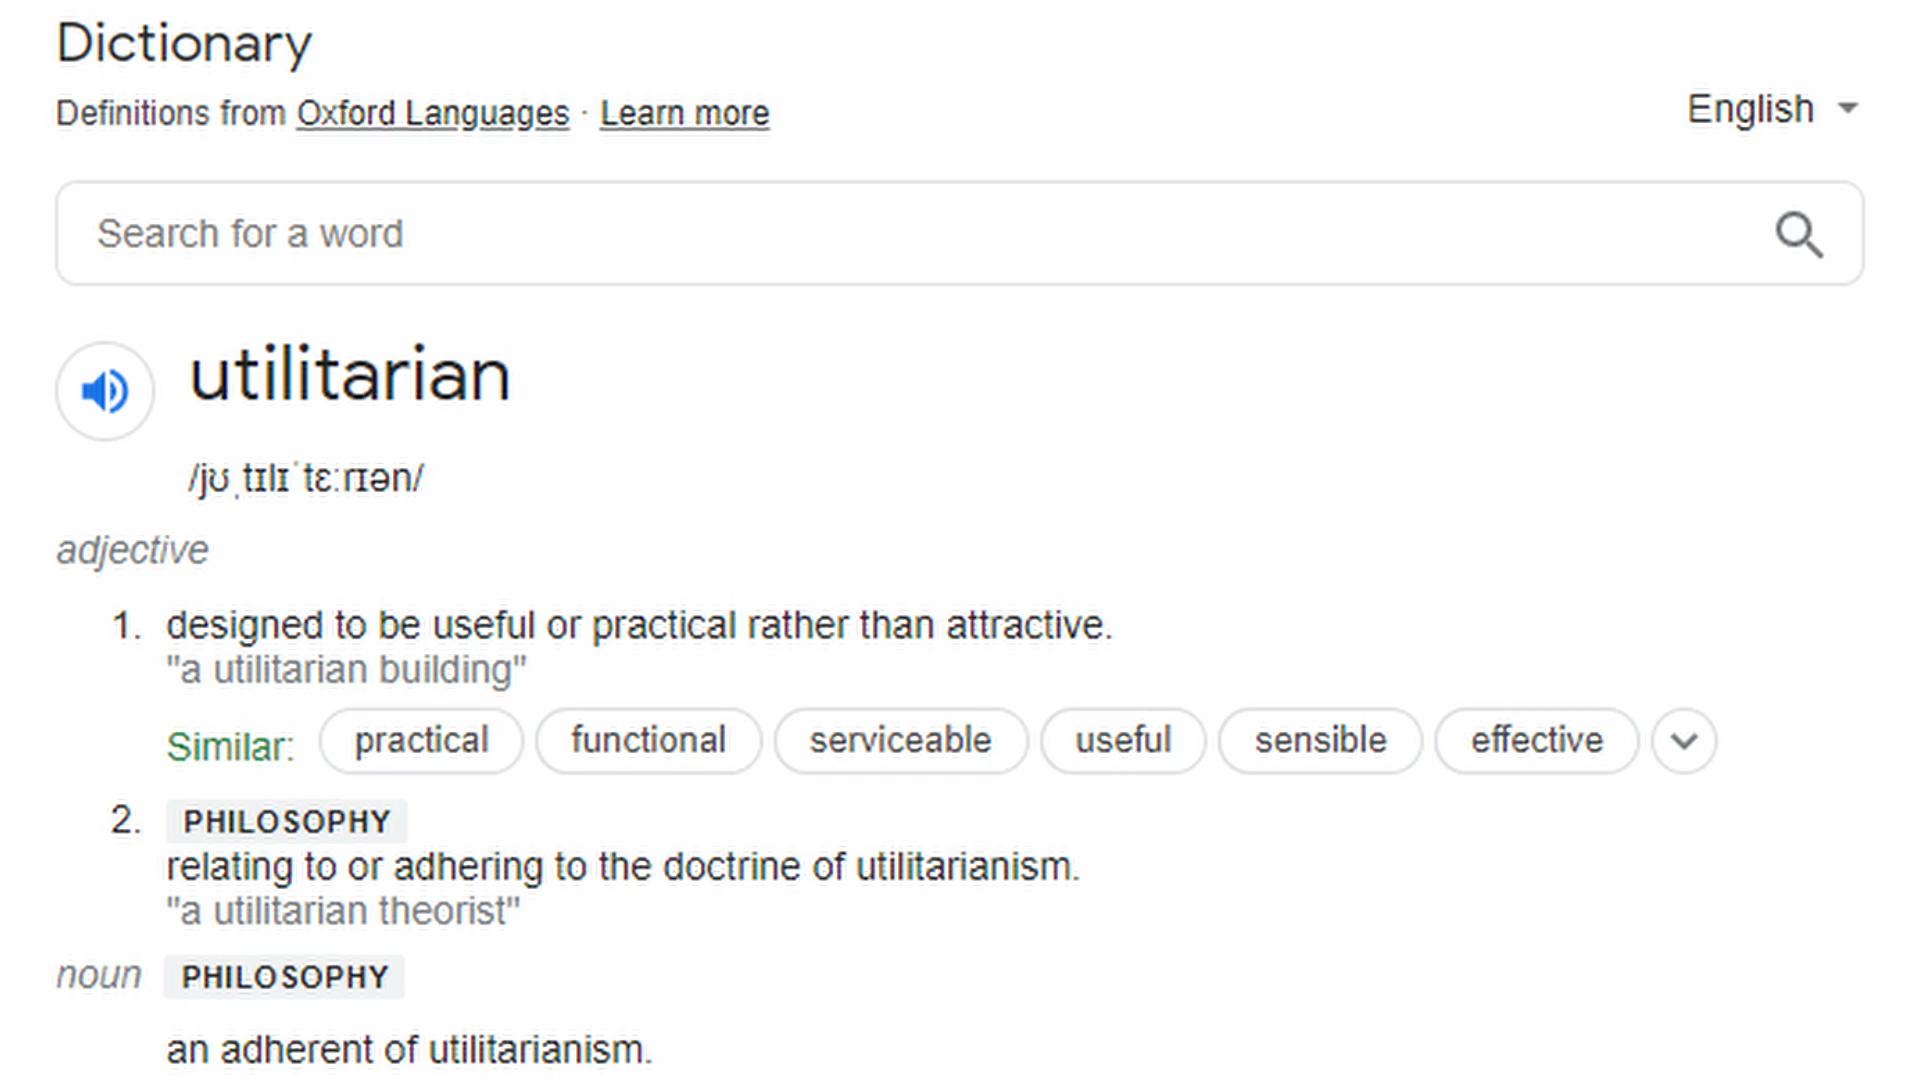 Dictionary
Definitions from Oxford Languages · Learn more
English
Search for a word
utilitarian
/jʊˌtɪlɪˈtɛːrɪən/
adjective
1. designed to be useful or practical rather than attractive.
"a utilitarian building"
Similar: practical functional serviceable useful sensible effective
2. PHILOSOPHY
relating to or adhering to the doctrine of utilitarianism.
"a utilitarian theorist"
noun PHILOSOPHY
an adherent of utilitarianism.